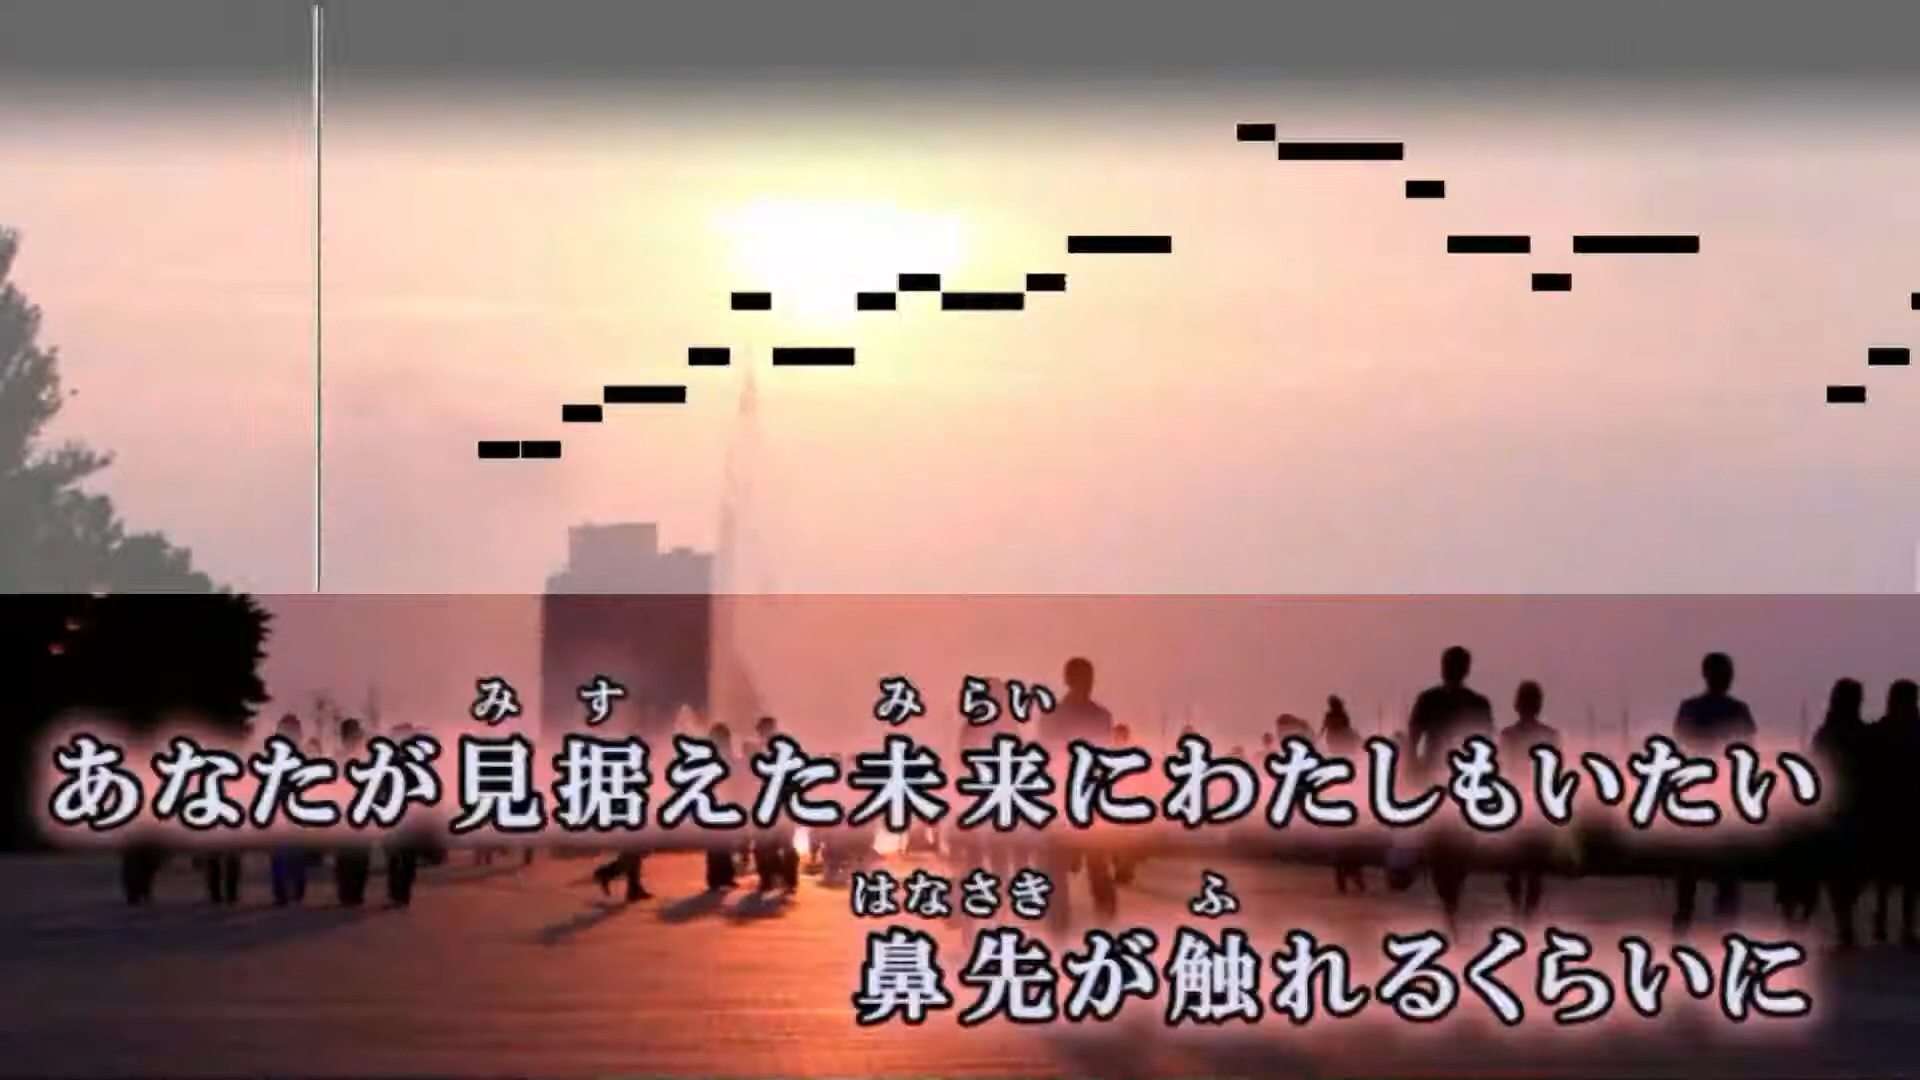 み す み らい
あなたが見据えた未来にわたしもいたい
はなさき ふ
鼻先が触れるくらいに